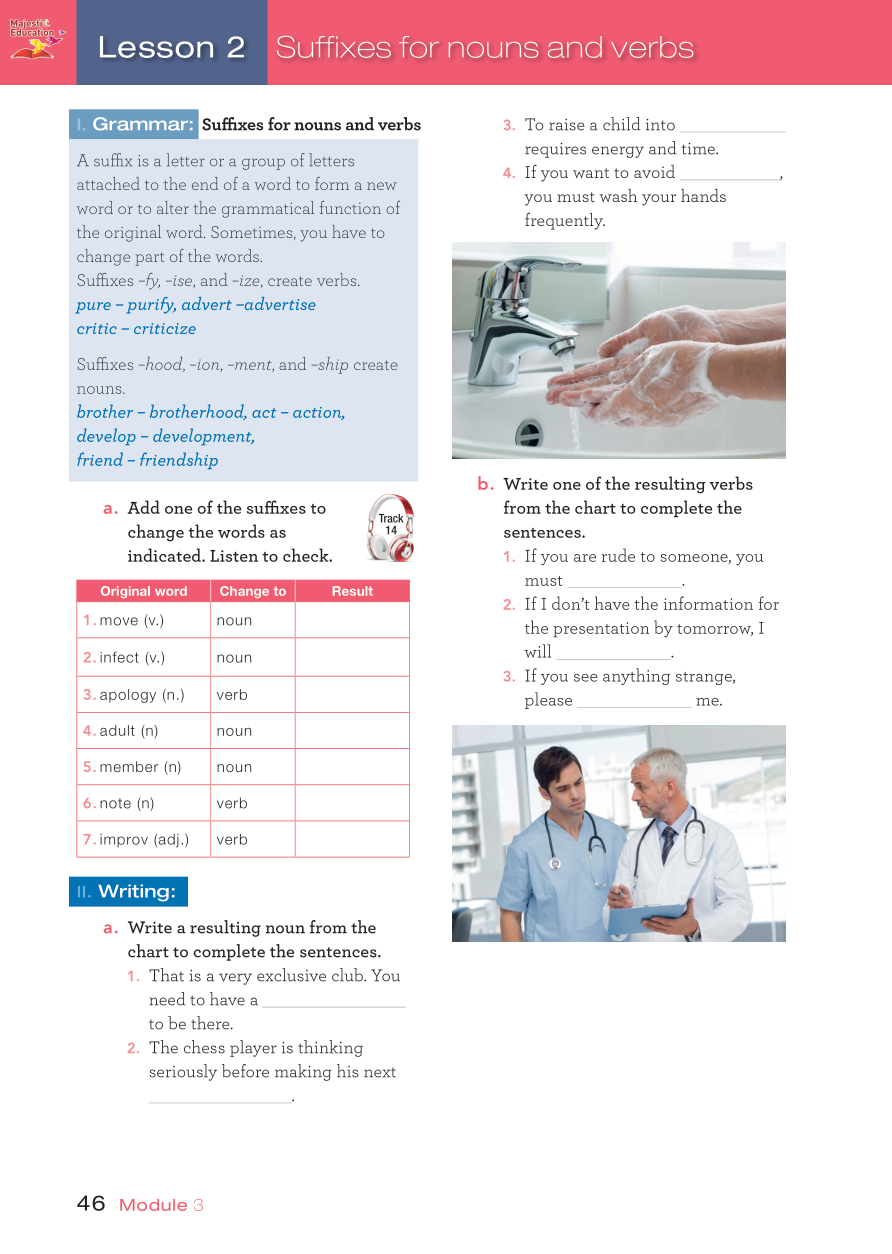 Majestic
Education
Lesson 2
Suffixes for nouns and verbs
I. Grammar: Suffixes for nouns and verbs
A suffix is a letter or a group of letters
attached to the end of a word to form a new
word or to alter the grammatical function of
the original word. Sometimes, you have to
change part of the words.
Suffixes –fy, –ise, and –ize, create verbs.
pure – purify, advert –advertise
critic – criticize
Suffixes –hood, –ion, –ment, and –ship create
nouns.
brother – brotherhood, act – action,
develop – development,
friend – friendship
a. Add one of the suffixes to
change the words as
indicated. Listen to check.
Track
14
Original word Change to Result
1. move (v.) noun
2. infect (v.) noun
3. apology (n.) verb
4. adult (n) noun
5. member (n) noun
6. note (n) verb
7. improv (adj.) verb
II. Writing:
a. Write a resulting noun from the
chart to complete the sentences.
1. That is a very exclusive club. You
need to have a ____________
to be there.
2. The chess player is thinking
seriously before making his next
____________.
3. To raise a child into ____________
requires energy and time.
4. If you want to avoid ____________,
you must wash your hands
frequently.
b. Write one of the resulting verbs
from the chart to complete the
sentences.
1. If you are rude to someone, you
must ____________.
2. If I don't have the information for
the presentation by tomorrow, I
will ____________.
3. If you see anything strange,
please ____________ me.
46 Module 3